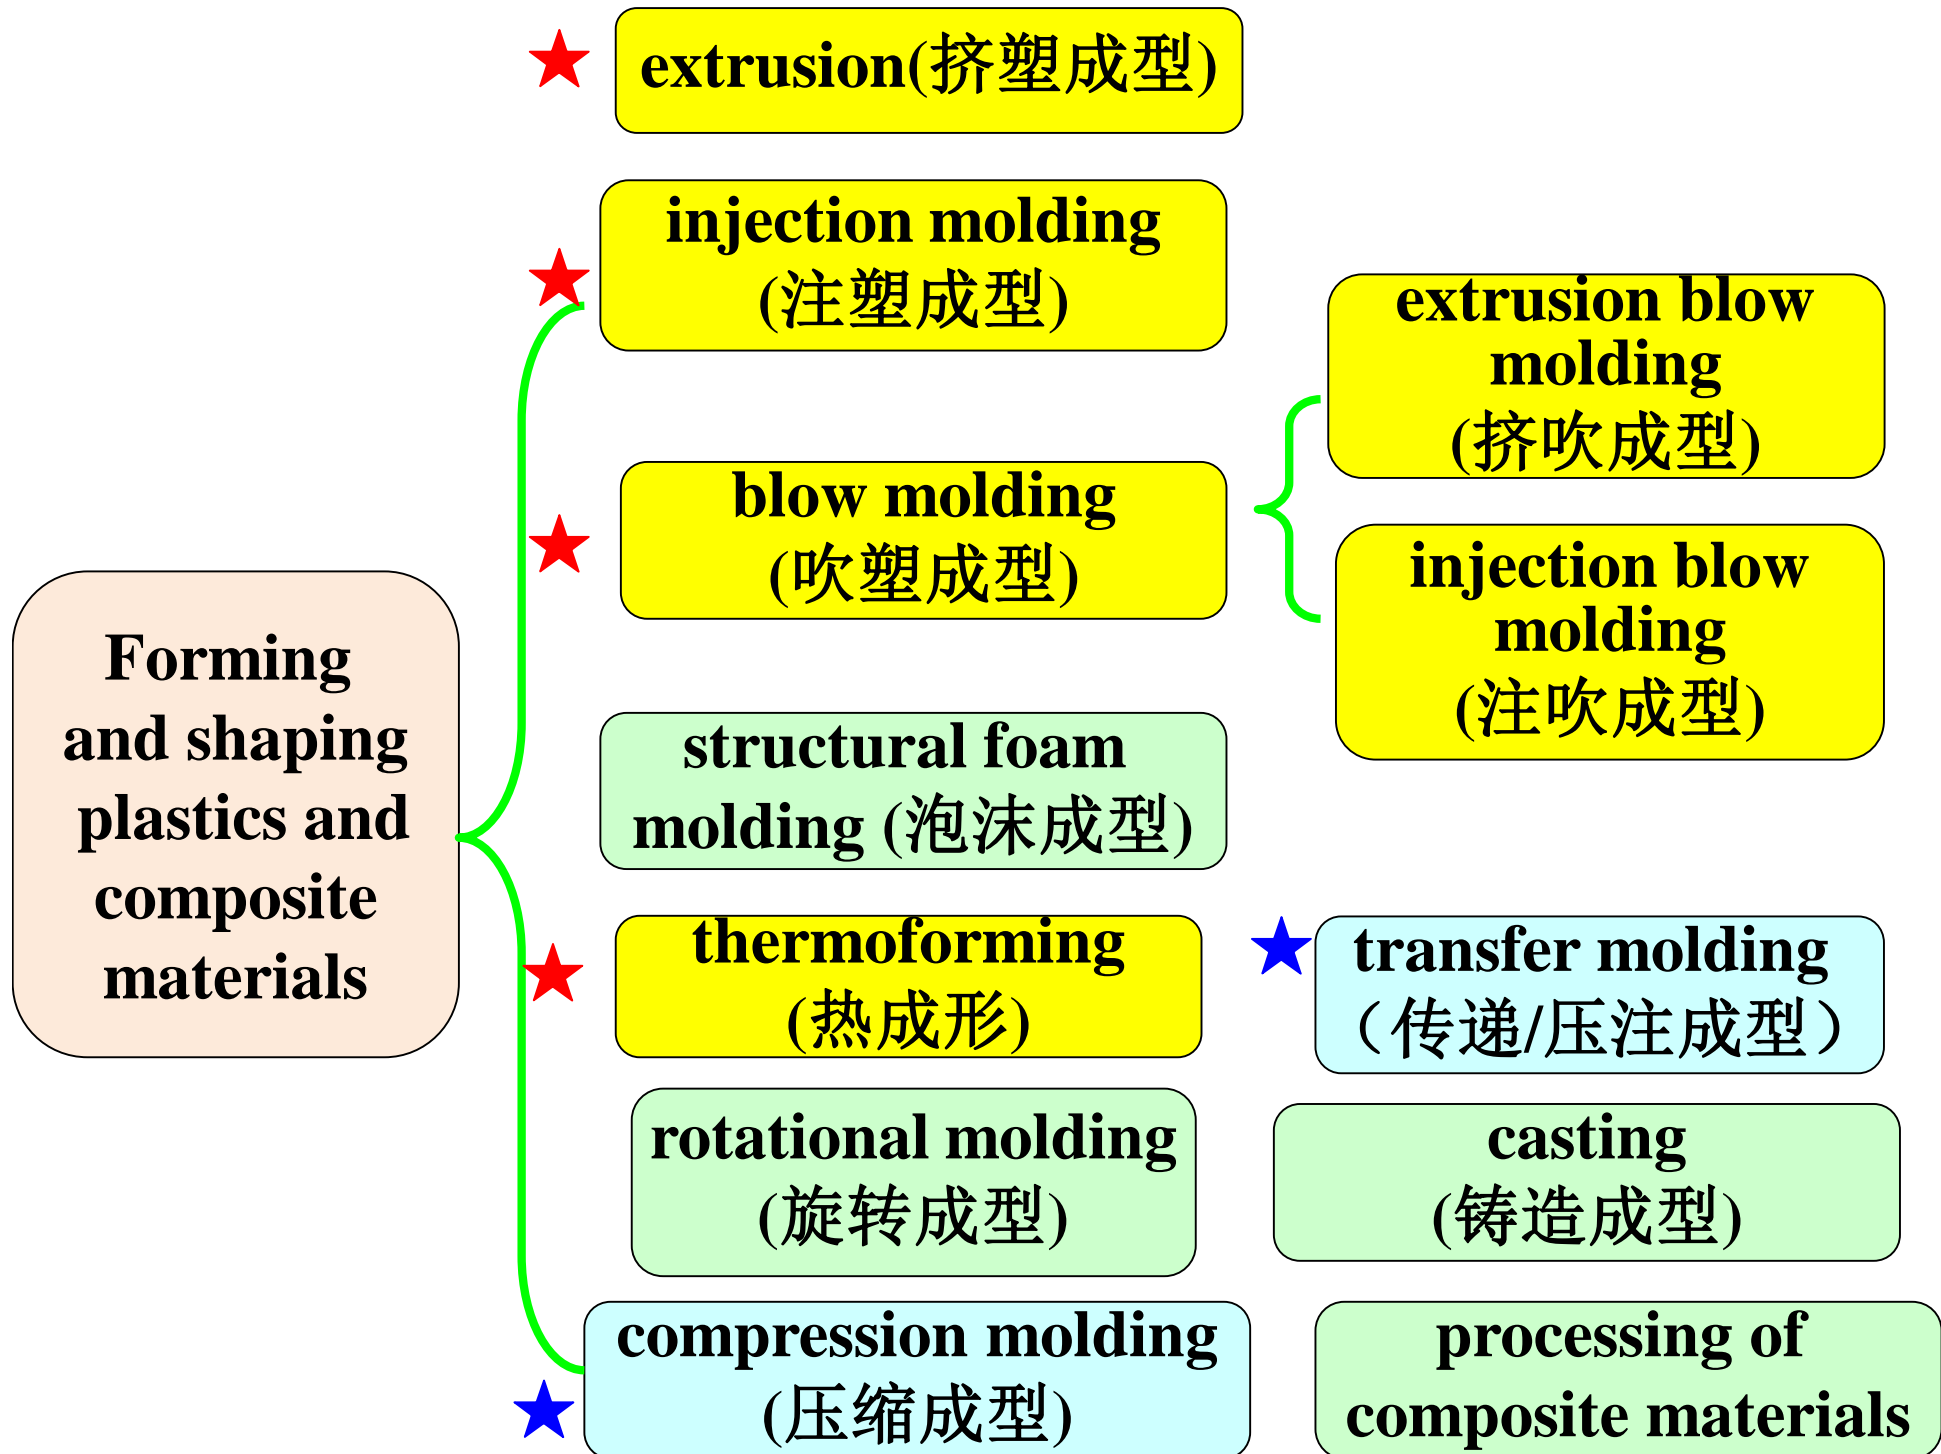 Forming
and shaping
plastics and
composite
materials
extrusion(挤塑成型)
injection molding
(注塑成型)
blow molding
(吹塑成型)
extrusion blow
molding
(挤吹成型)
injection blow
molding
(注吹成型)
structural foam
molding (泡沫成型)
thermoforming
(热成形)
transfer molding
（传递/压注成型）
rotational molding
(旋转成型)
casting
(铸造成型)
compression molding
(压缩成型)
processing of
composite materials